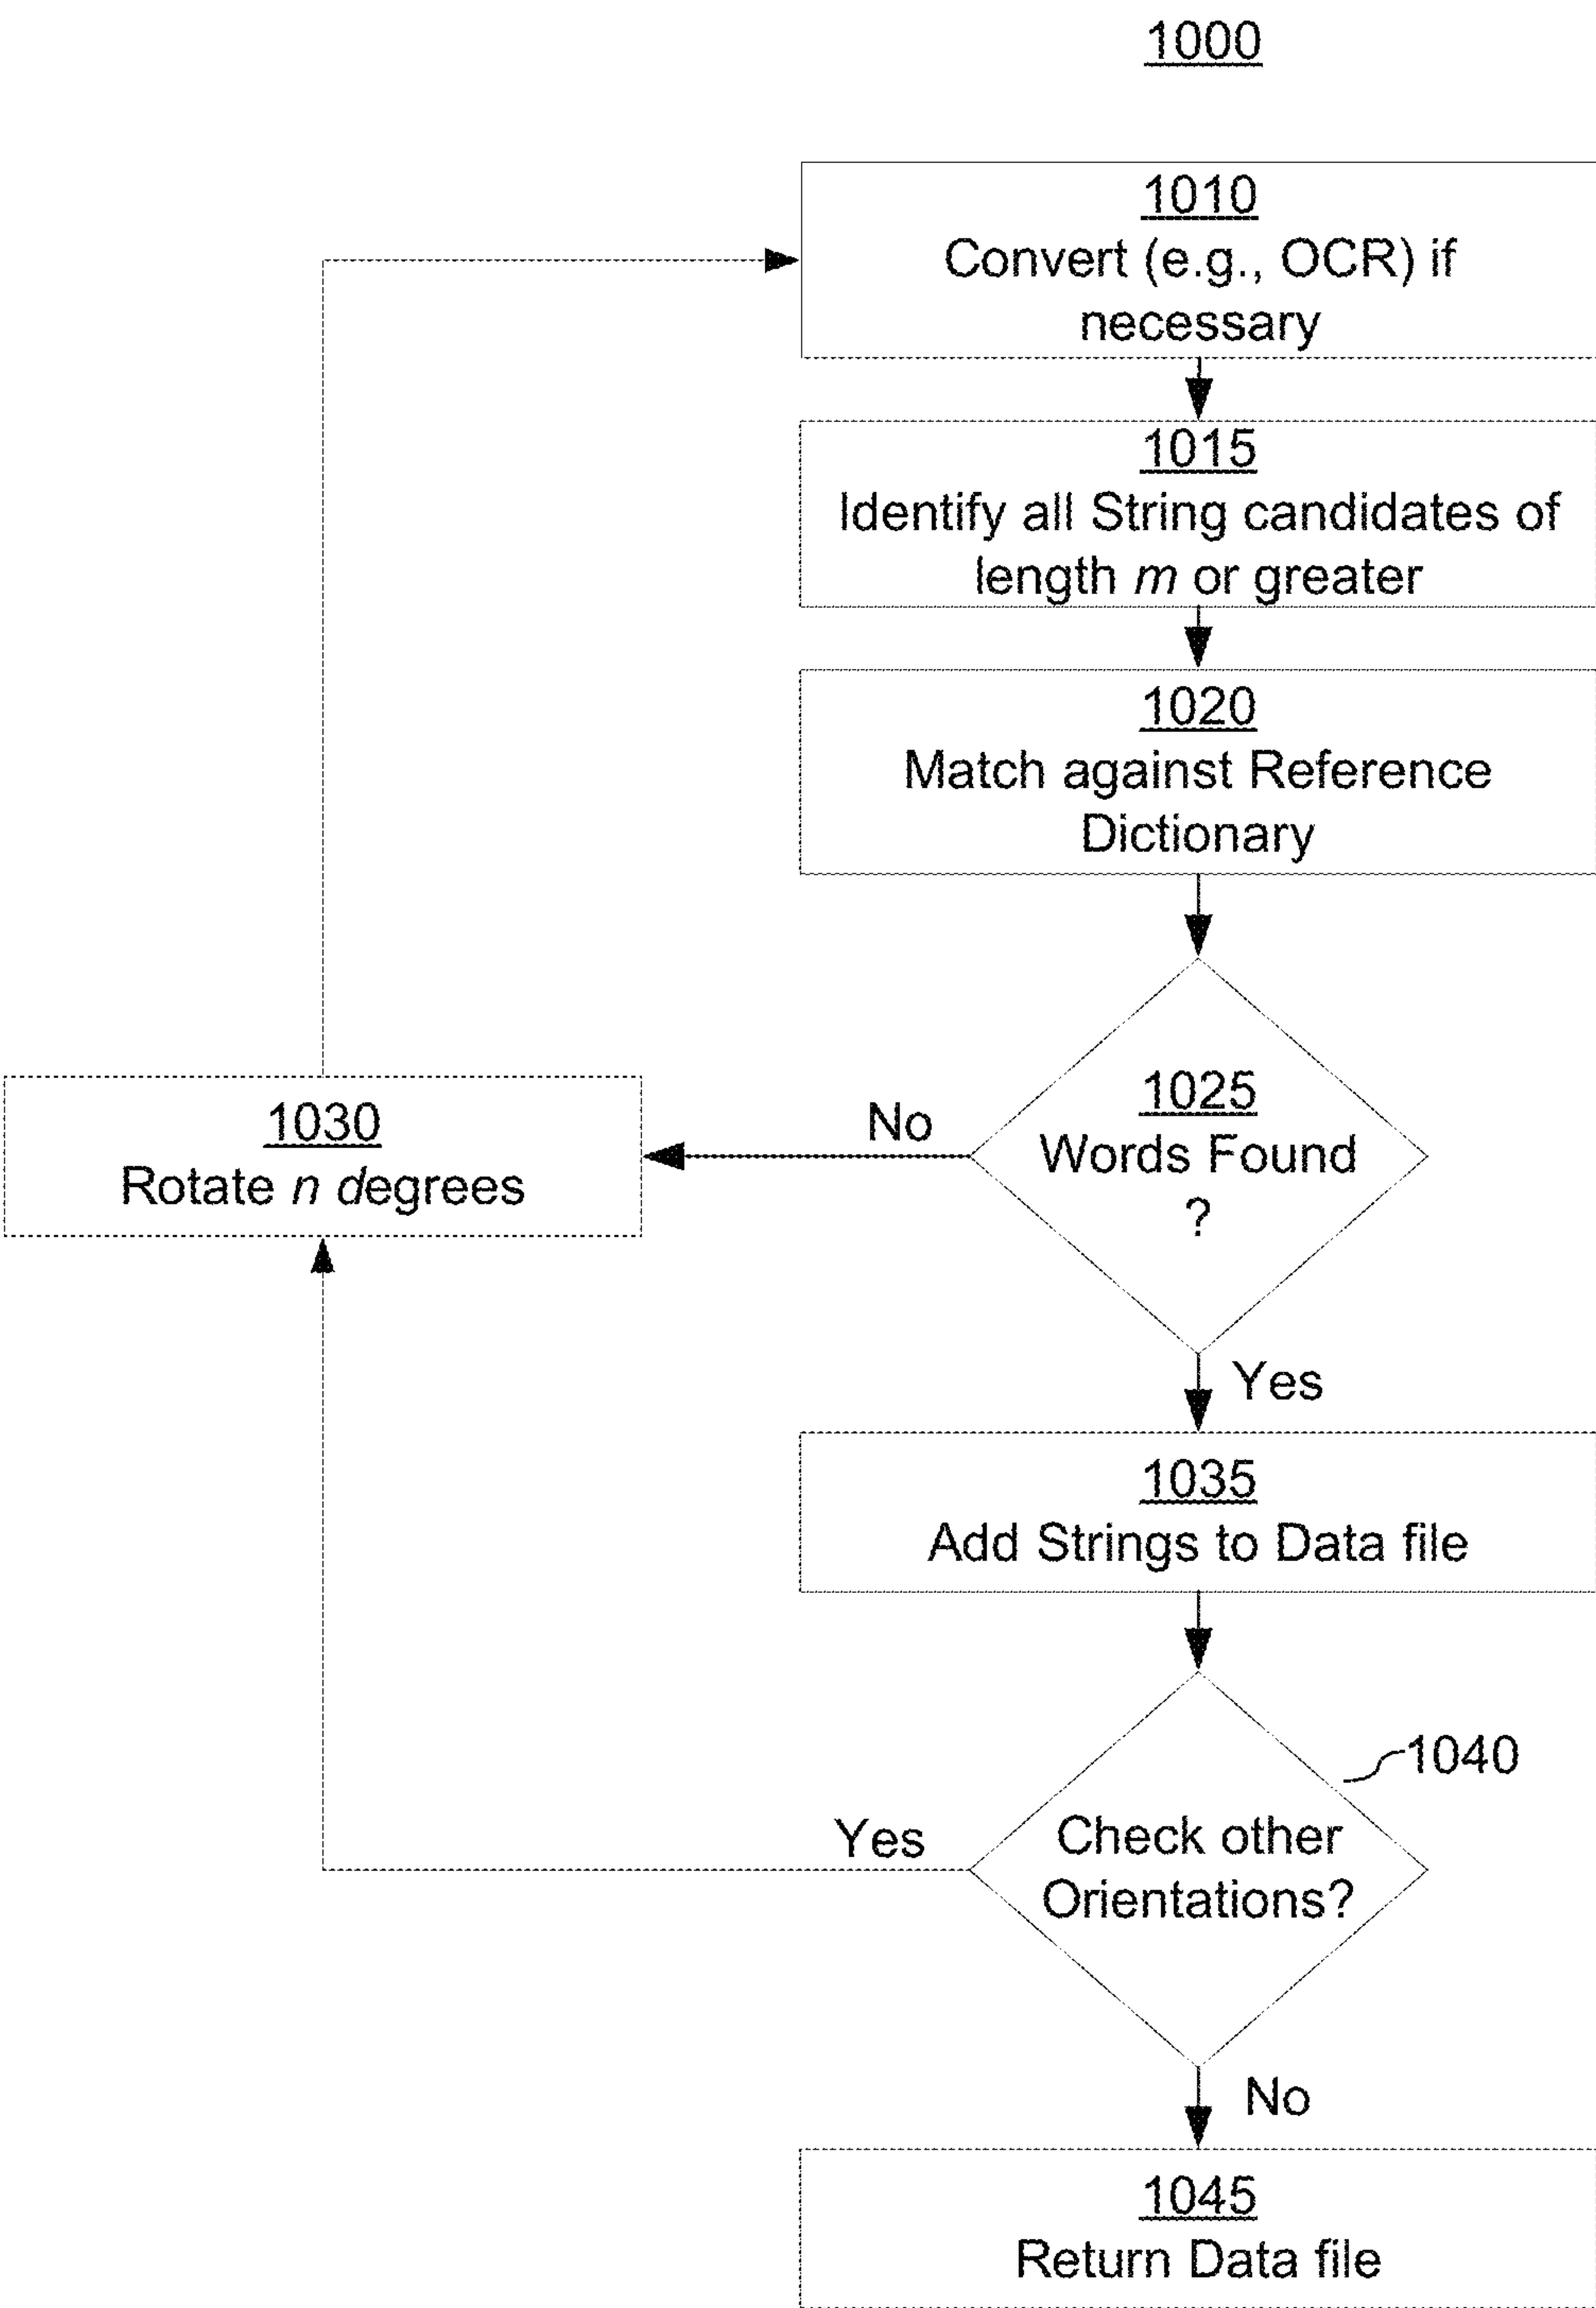 1000
1010
Convert (e.g., OCR) if
necessary
1015
Identify all String candidates of
length m or greater
1020
Match against Reference
Dictionary
1025
Words Found
?
No
1030
Rotate n degrees
Yes
1035
Add Strings to Data file
1040
Check other
Orientations?
Yes
No
1045
Return Data file